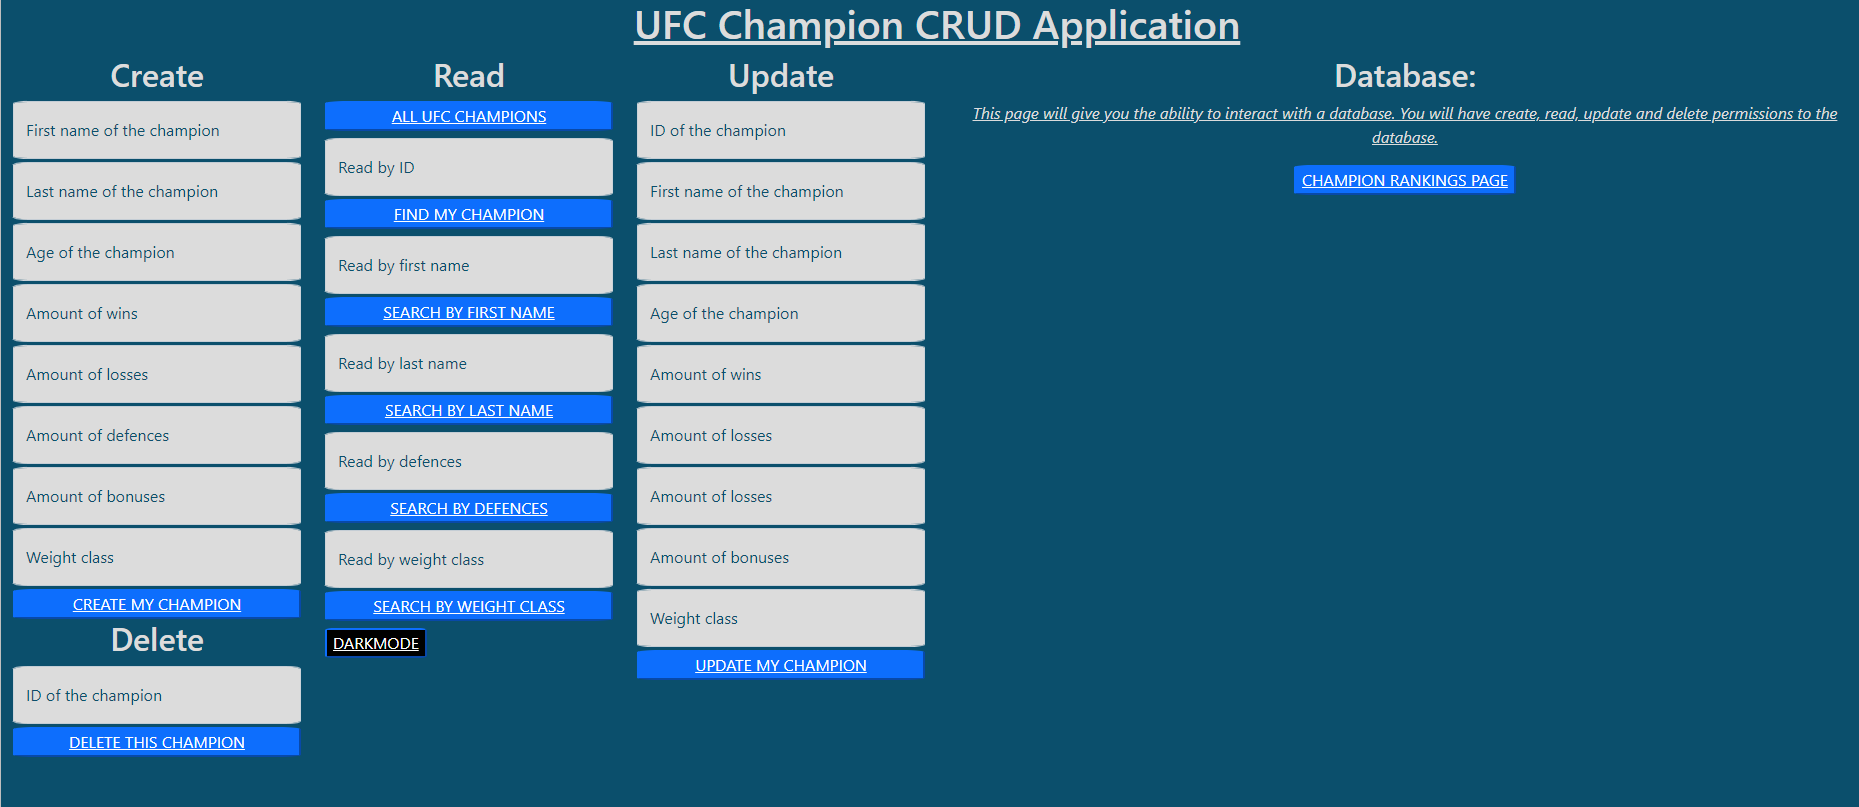 UFC Champion CRUD Application
Create
First name of the champion
Last name of the champion
Age of the champion
Amount of wins
Amount of losses
Amount of defences
Amount of bonuses
Weight class
CREATE MY CHAMPION
Delete
ID of the champion
DELETE THIS CHAMPION
Read
ALL UFC CHAMPIONS
Read by ID
FIND MY CHAMPION
Read by first name
SEARCH BY FIRST NAME
Read by last name
SEARCH BY LAST NAME
Read by defences
SEARCH BY DEFENCES
Read by weight class
SEARCH BY WEIGHT CLASS
DARKMODE
Update
ID of the champion
First name of the champion
Last name of the champion
Age of the champion
Amount of wins
Amount of losses
Amount of losses
Amount of bonuses
Weight class
UPDATE MY CHAMPION
Database:
This page will give you the ability to interact with a database. You will have create, read, update and delete permissions to the
database.
CHAMPION RANKINGS PAGE